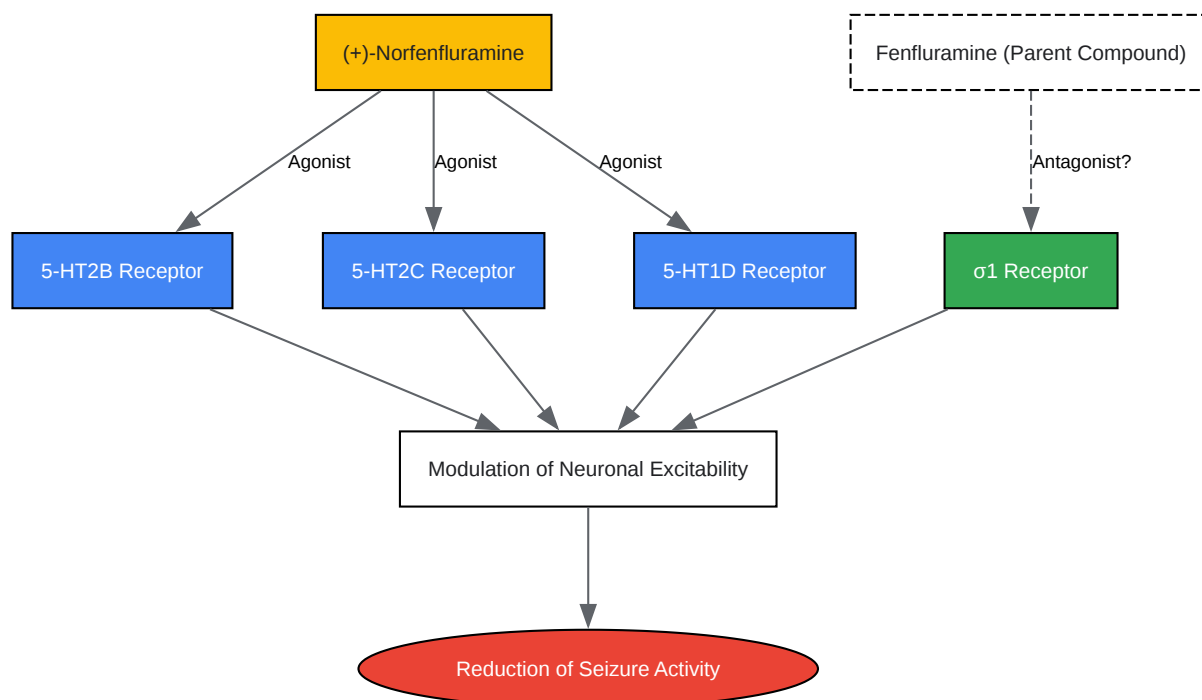 (+)-Norfenfluramine
Fenfluramine (Parent Compound)
Agonist
Agonist
Agonist
Antagonist?
5-HT2B Receptor
5-HT2C Receptor
5-HT1D Receptor
σ1 Receptor
Modulation of Neuronal Excitability
Reduction of Seizure Activity